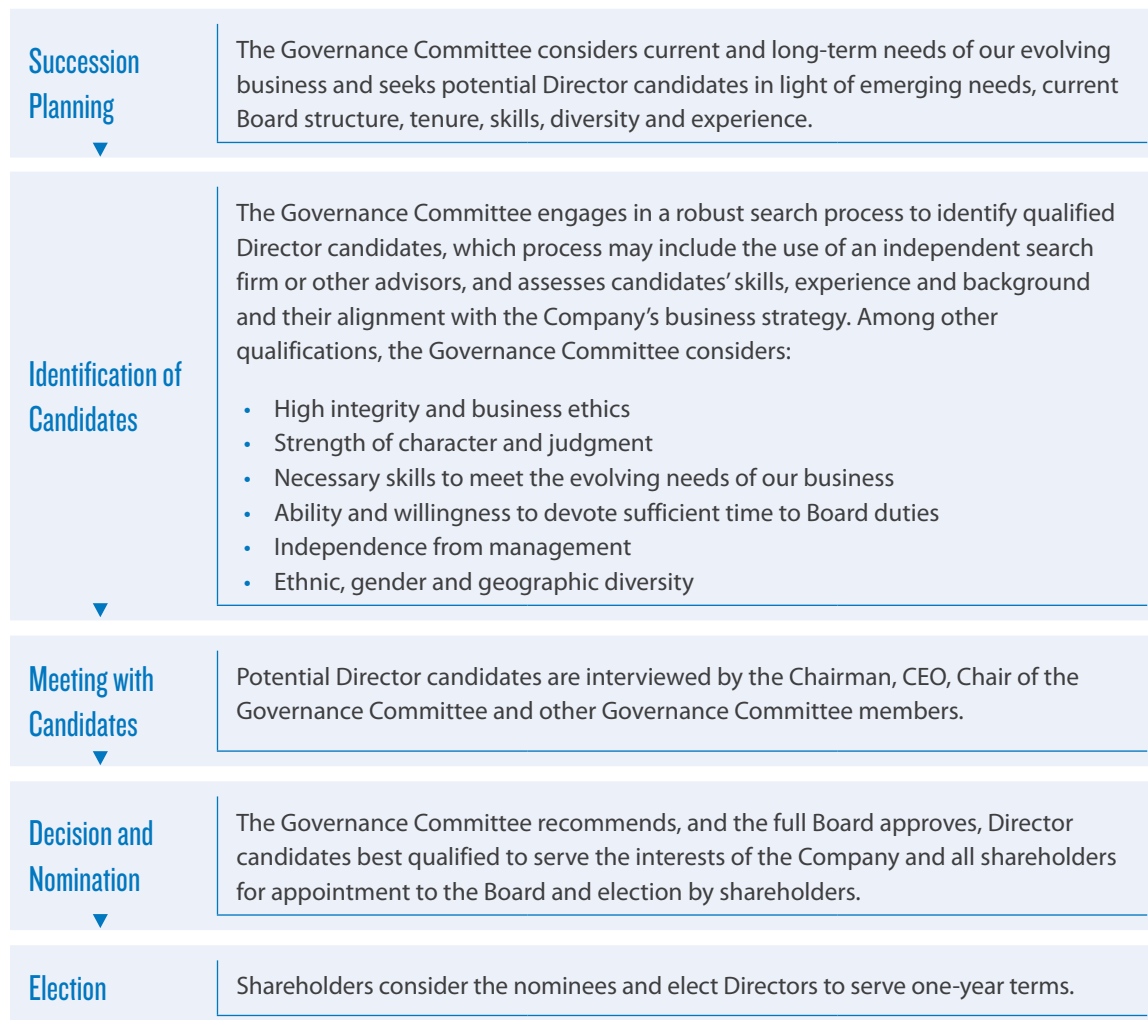 Succession
Planning
▼
The Governance Committee considers current and long-term needs of our evolving
business and seeks potential Director candidates in light of emerging needs, current
Board structure, tenure, skills, diversity and experience.
Identification of
Candidates
▼
The Governance Committee engages in a robust search process to identify qualified
Director candidates, which process may include the use of an independent search
firm or other advisors, and assesses candidates’ skills, experience and background
and their alignment with the Company’s business strategy. Among other
qualifications, the Governance Committee considers:
• High integrity and business ethics
• Strength of character and judgment
• Necessary skills to meet the evolving needs of our business
• Ability and willingness to devote sufficient time to Board duties
• Independence from management
• Ethnic, gender and geographic diversity
Meeting with
Candidates
▼
Potential Director candidates are interviewed by the Chairman, CEO, Chair of the
Governance Committee and other Governance Committee members.
Decision and
Nomination
▼
The Governance Committee recommends, and the full Board approves, Director
candidates best qualified to serve the interests of the Company and all shareholders
for appointment to the Board and election by shareholders.
Election
Shareholders consider the nominees and elect Directors to serve one-year terms.